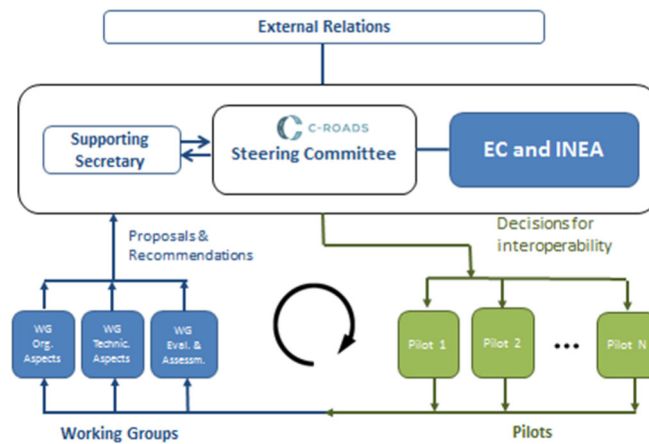 External Relations
C-ROADS
Supporting
Secretary
Steering Committee
EC and INEA
Proposals &
Recommendations
Decisions for
interoperability
WG
Org.
Aspects
WG
Technic.
Aspects
WG
Eval. &
Assessm.
Pilot 1
Pilot 2
...
Pilot N
Working Groups
Pilots